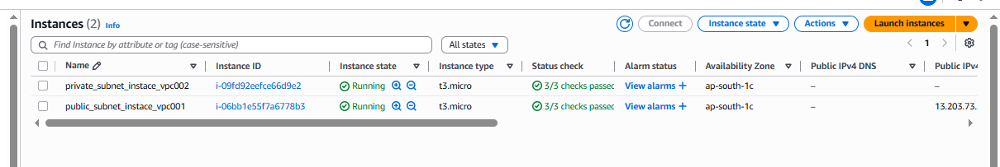 Instances (2) Info
Connect
Instance state
Actions
Launch instances
Find Instance by attribute or tag (case-sensitive)
All states
1
Name Instance ID Instance state Instance type Status check Alarm status Availability Zone Public IPv4 DNS Public IPv4
private_subnet_instace_vpc002 i-09fd92eefce66d9e2 Running t3.micro 3/3 checks passed View alarms + ap-south-1c – –
public_subnet_instace_vpc001 i-06bb1e55f7a6778b3 Running t3.micro 3/3 checks passed View alarms + ap-south-1c – 13.203.73.